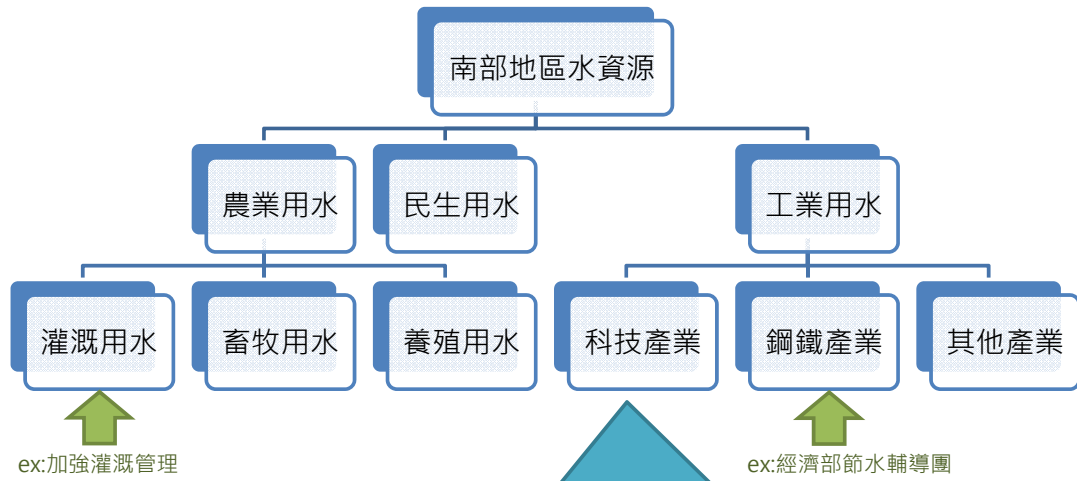 南部地區水資源
農業用水
民生用水
工業用水
灌溉用水
畜牧用水
養殖用水
科技產業
鋼鐵產業
其他產業
ex:加強灌溉管理
ex:經濟部節水輔導團